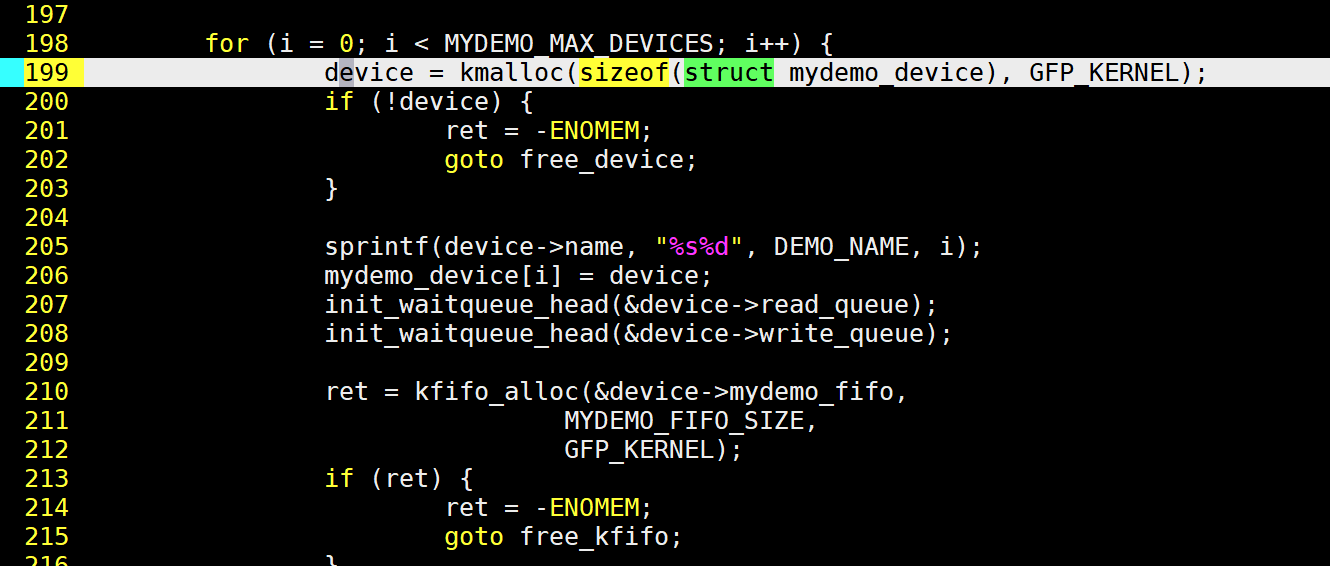 197
198         for (i = 0; i < MYDEMO_MAX_DEVICES; i++) {
199                 device = kmalloc(sizeof(struct mydemo_device), GFP_KERNEL);
200                 if (!device) {
201                         ret = -ENOMEM;
202                         goto free_device;
203                 }
204
205                 sprintf(device->name, "%s%d", DEMO_NAME, i);
206                 mydemo_device[i] = device;
207                 init_waitqueue_head(&device->read_queue);
208                 init_waitqueue_head(&device->write_queue);
209
210                 ret = kfifo_alloc(&device->mydemo_fifo,
211                                 MYDEMO_FIFO_SIZE,
212                                 GFP_KERNEL);
213                 if (ret) {
214                         ret = -ENOMEM;
215                         goto free_kfifo;
216                 }